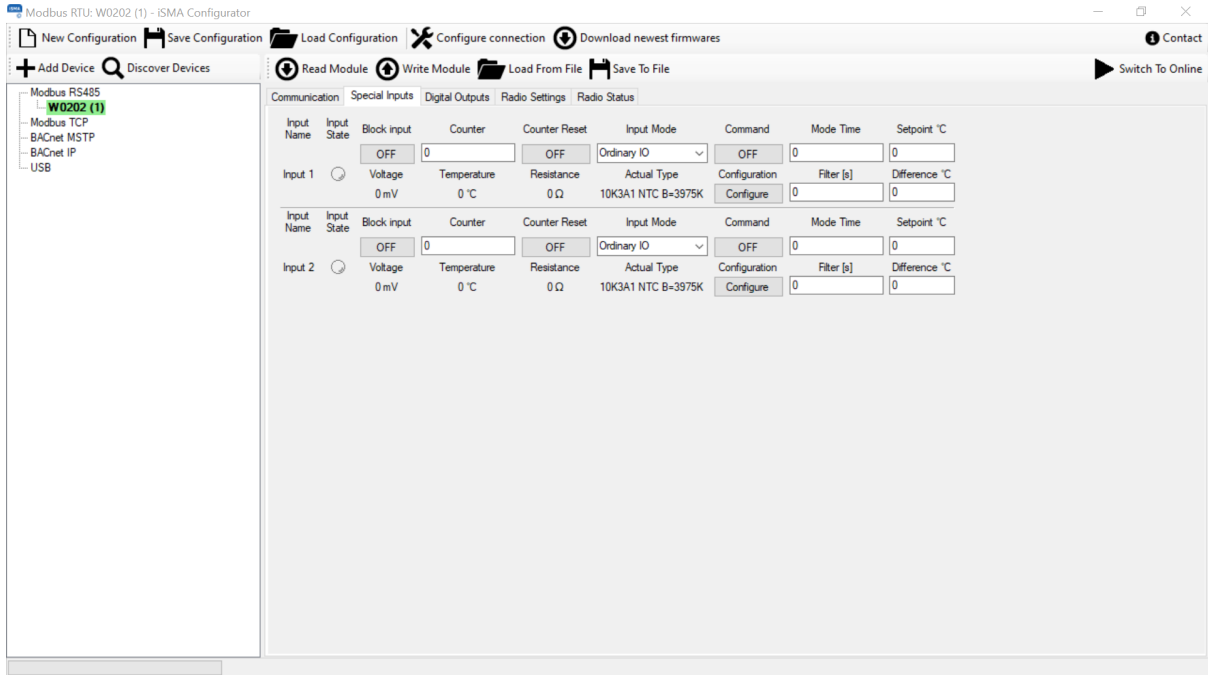 Modbus RTU: W0202 (1) - iSMA Configurator
New Configuration Save Configuration Load Configuration Configure connection Download newest firmwares Contact
Add Device Discover Devices Read Module Write Module Load From File Save To File Switch To Online
Modbus RS485
W0202 (1)
Modbus TCP
BACnet MSTP
BACnet IP
USB
Communication Special Inputs Digital Outputs Radio Settings Radio Status
Input Name Input State Block input Counter Counter Reset Input Mode Command Mode Time Setpoint °C
OFF 0 OFF Ordinary IO OFF 0 0
Input 1 Voltage Temperature Resistance Actual Type Configuration Filter [s] Difference °C
0 mV 0 °C 0 Ω 10K3A1 NTC B=3975K Configure 0 0
Input Name Input State Block input Counter Counter Reset Input Mode Command Mode Time Setpoint °C
OFF 0 OFF Ordinary IO OFF 0 0
Input 2 Voltage Temperature Resistance Actual Type Configuration Filter [s] Difference °C
0 mV 0 °C 0 Ω 10K3A1 NTC B=3975K Configure 0 0